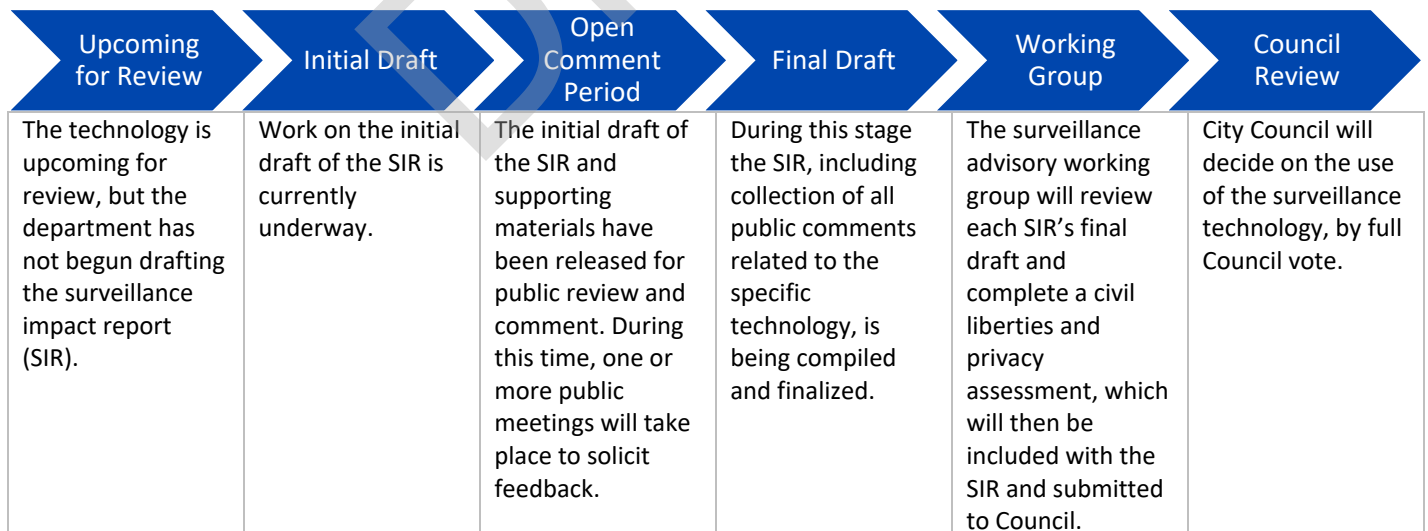 Upcoming
for Review
Initial Draft
Open
Comment
Period
Final Draft
Working
Group
Council
Review
The technology is
upcoming for
review, but the
department has
not begun drafting
the surveillance
impact report
(SIR).
Work on the initial
draft of the SIR is
currently
underway.
The initial draft of
the SIR and
supporting
materials have
been released for
public review and
comment. During
this time, one or
more public
meetings will take
place to solicit
feedback.
During this stage
the SIR, including
collection of all
public comments
related to the
specific
technology, is
being compiled
and finalized.
The surveillance
advisory working
group will review
each SIR’s final
draft and
complete a civil
liberties and
privacy
assessment, which
will then be
included with the
SIR and submitted
to Council.
City Council will
decide on the use
of the surveillance
technology, by full
Council vote.